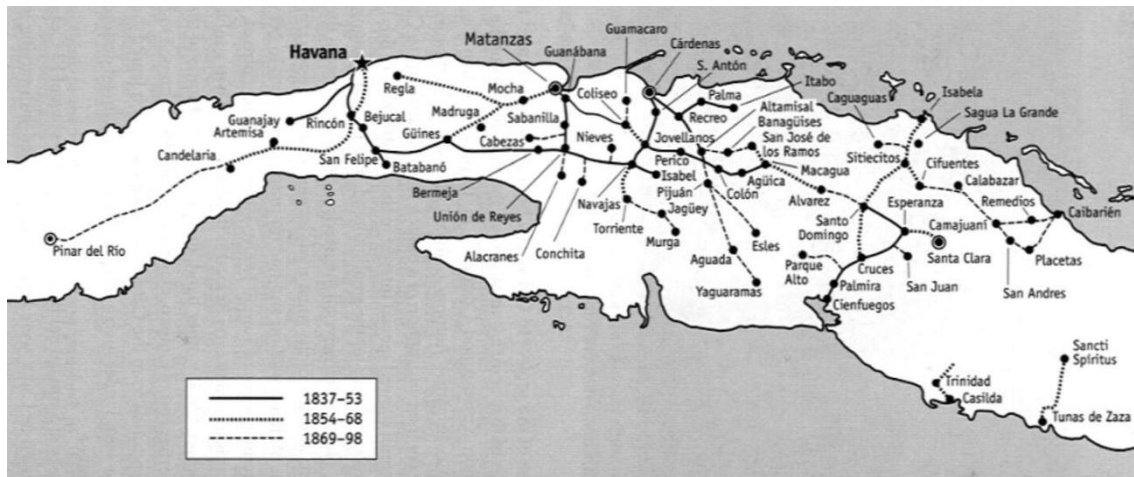 Guamacaro
Matanzas
Guanábana
Cárdenas
Havana
S. Antón
Regla
Mocha
Coliseo
Palma
Itabo
Isabela
Caguaguas
Madruga
Sabanilla
Recreo
Altamisal
Sagua La Grande
Guanajay
Artemisa
Rincón
Bejucal
Güines
Cabezas
Nieves
Jovellanos
Banagüises
San José de
los Ramos
Candelaria
San Felipe
Batabanó
Perico
Macagua
Sitiecitos
Cifuentes
Bermeja
Isabel
Agüica
Calabazar
Pijuán
Colón
Esperanza
Remedios
Unión de Reyes
Navajas
Jagüey
Alvarez
Caibarién
Torriente
Santo
Domingo
Camajuaní
Pinar del Río
Alacranes
Conchita
Murga
Esles
Aguada
Parque
Alto
Cruces
Santa Clara
Placetas
Palmira
San Juan
San Andres
Yaguaramas
Cienfuegos
Sancti
Spíritus
1837–53
1854–68
1869–98
Trinidad
Casilda
Tunas de Zaza